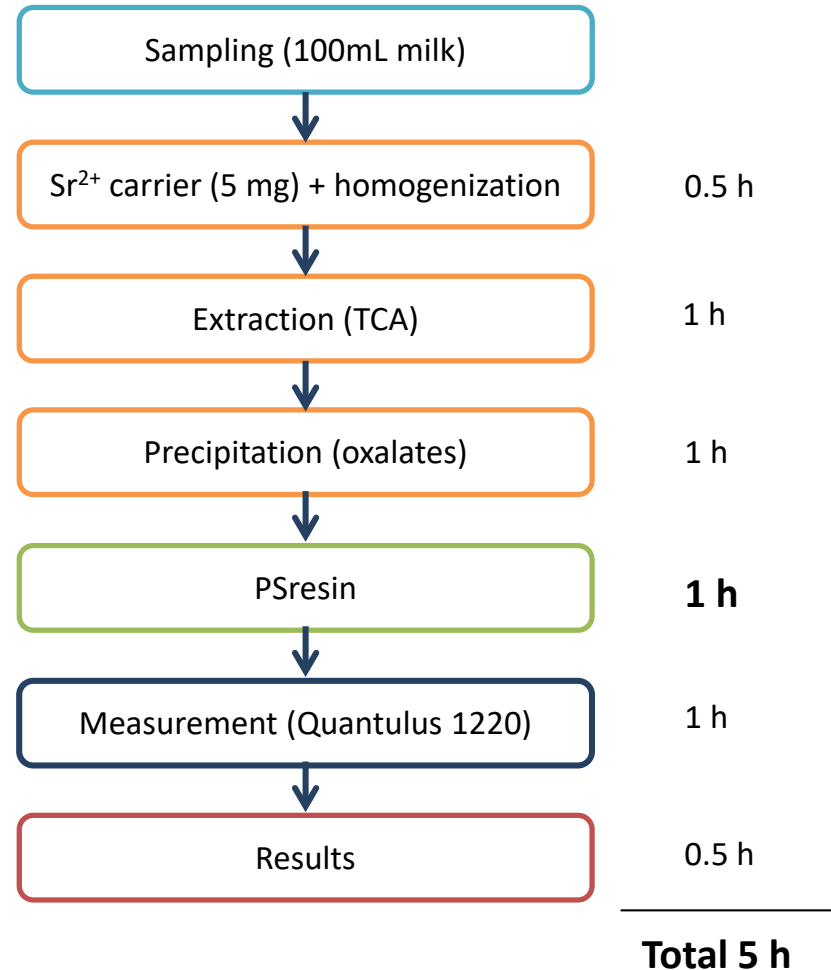 Sampling (100mL milk)
Sr²⁺ carrier (5 mg) + homogenization
0.5 h
Extraction (TCA)
1 h
Precipitation (oxalates)
1 h
PSresin
1 h
Measurement (Quantulus 1220)
1 h
Results
0.5 h
Total 5 h